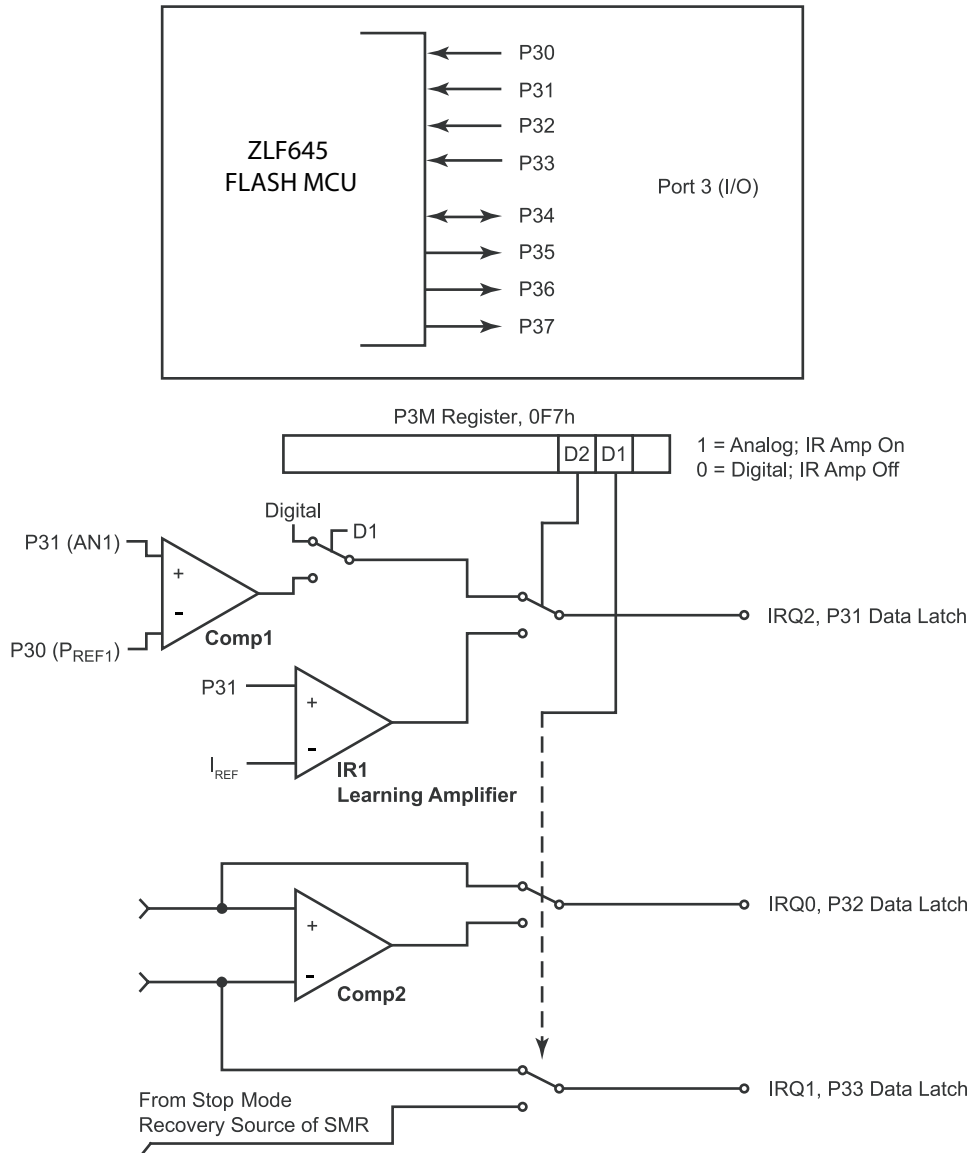 ZLF645
FLASH MCU
P30
P31
P32
P33
P34
P35
P36
P37
Port 3 (I/O)
P3M Register, 0F7h
D2
D1
1 = Analog; IR Amp On
0 = Digital; IR Amp Off
Digital
D1
P31 (AN1)
+
-
P30 (PREF1)
Comp1
IRQ2, P31 Data Latch
P31
+
-
IREF
IR1
Learning Amplifier
+
-
Comp2
IRQ0, P32 Data Latch
From Stop Mode
Recovery Source of SMR
IRQ1, P33 Data Latch